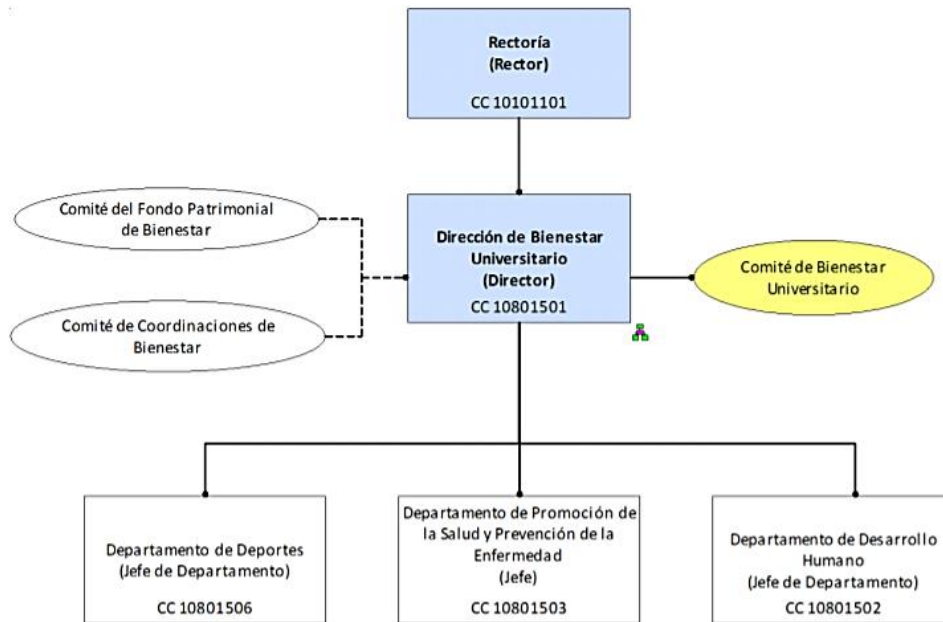 Rectoría
(Rector)
CC 10101101
Comité del Fondo Patrimonial
de Bienestar
Dirección de Bienestar
Universitario
(Director)
CC 10801501
Comité de Bienestar
Universitario
Comité de Coordinaciones de
Bienestar
Departamento de Deportes
(Jefe de Departamento)
CC 10801506
Departamento de Promoción de
la Salud y Prevención de la
Enfermedad
(Jefe)
CC 10801503
Departamento de Desarrollo
Humano
(Jefe de Departamento)
CC 10801502